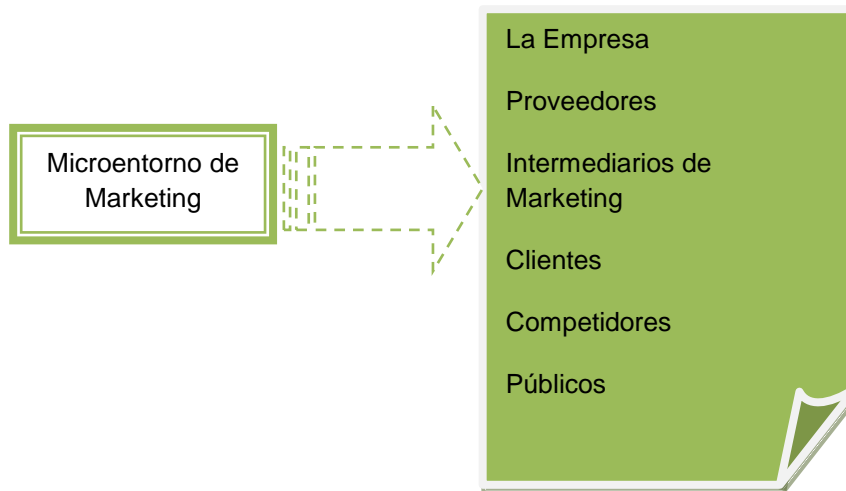 Microentorno de
Marketing
La Empresa
Proveedores
Intermediarios de
Marketing
Clientes
Competidores
Públicos